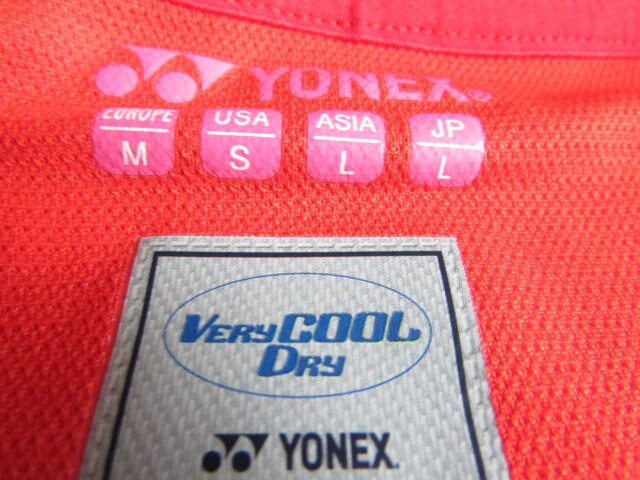 YONEX®
EUROPE USA ASIA JP
M S L L
VERY COOL
DRY
YONEX